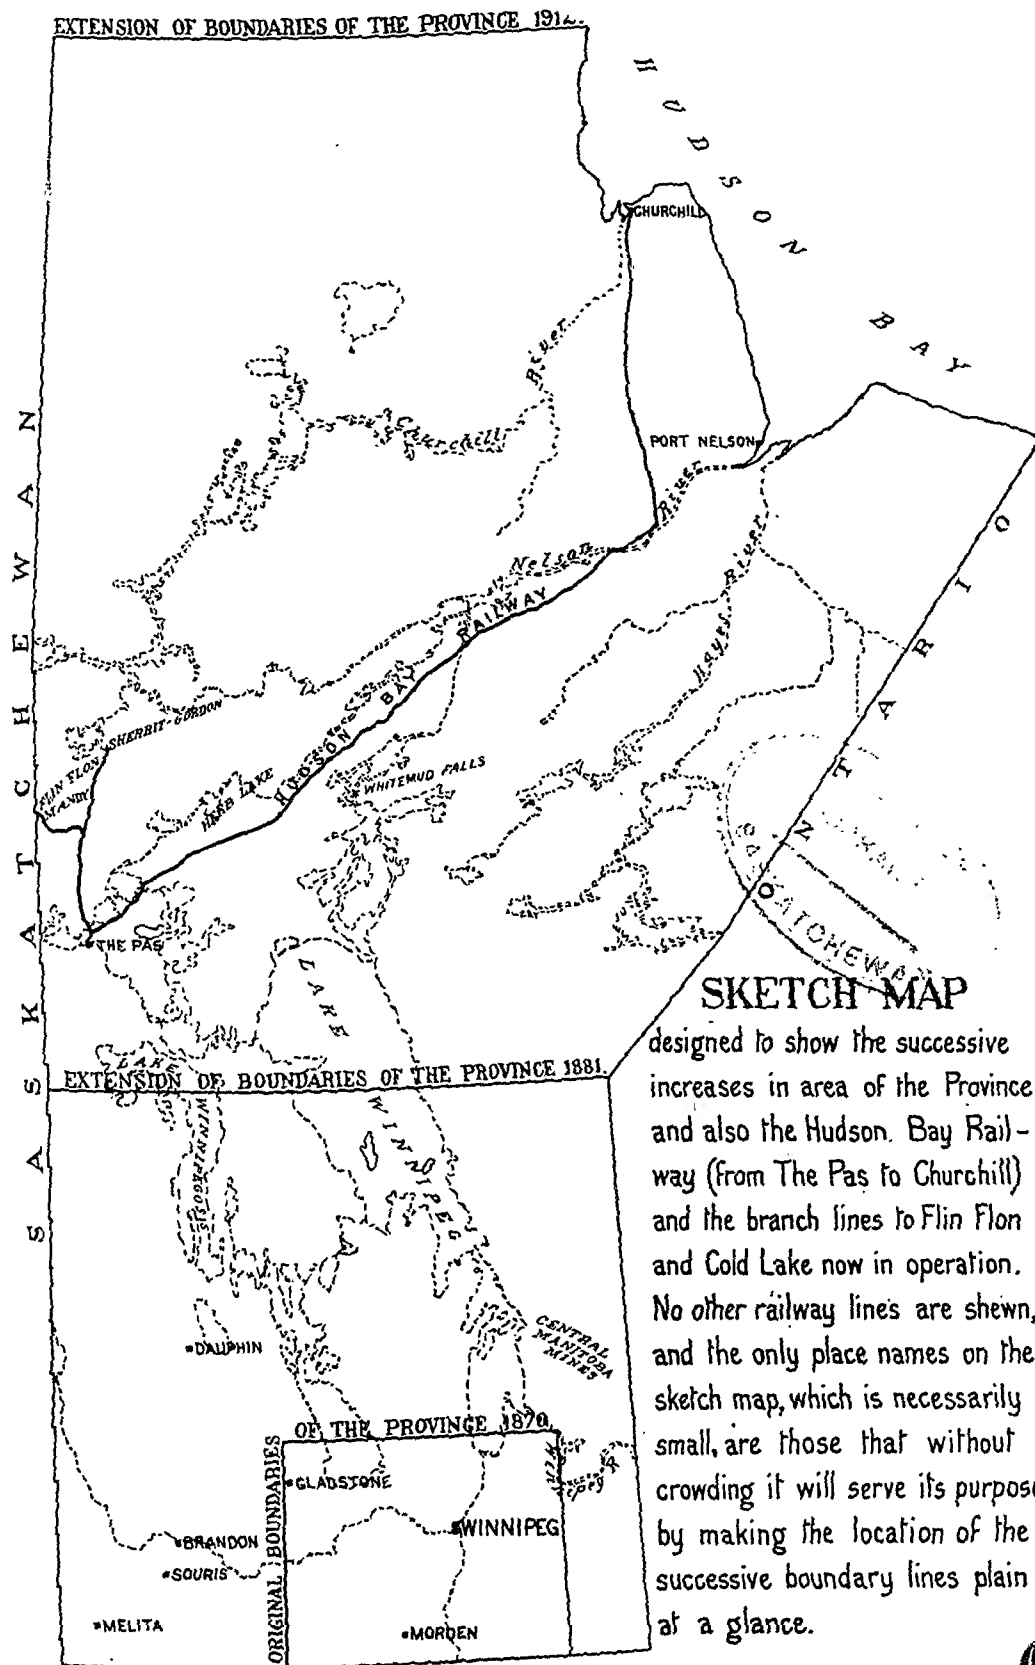 EXTENSION OF BOUNDARIES OF THE PROVINCE 1912.
HUDSON BAY
CHURCHILL
River
Churchill
PORT NELSON
River
Nelson
River
Hayes
HUDSON BAY RAILWAY
SHERRIT-GORDON
FLIN FLON
MANDY
HERB LAKE
WHITEMUD FALLS
THE PAS
SASKATCHEWAN
ONTARIO
LAKE WINNIPEG
EXTENSION OF BOUNDARIES OF THE PROVINCE 1881.
WINNIPEGOSIS
DAUPHIN
CENTRAL
MANITOBA
MINES
OF THE PROVINCE 1870
ORIGINAL BOUNDARIES
GLADSTONE
WINNIPEG
BRANDON
SOURIS
MELITA
MORDEN
SKETCH MAP
designed to show the successive
increases in area of the Province
and also the Hudson. Bay Rail-
way (from The Pas to Churchill)
and the branch lines to Flin Flon
and Cold Lake now in operation.
No other railway lines are shewn,
and the only place names on the
sketch map, which is necessarily
small, are those that without
crowding it will serve its purpose
by making the location of the
successive boundary lines plain
at a glance.